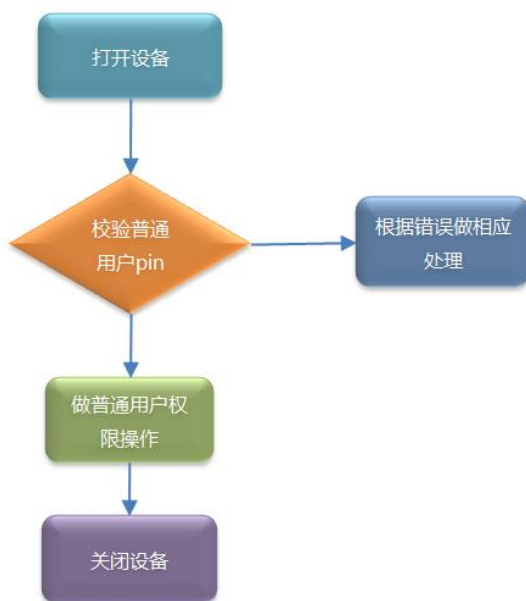 打开设备
校验普通
用户pin
根据错误做相应
处理
做普通用户权
限操作
关闭设备